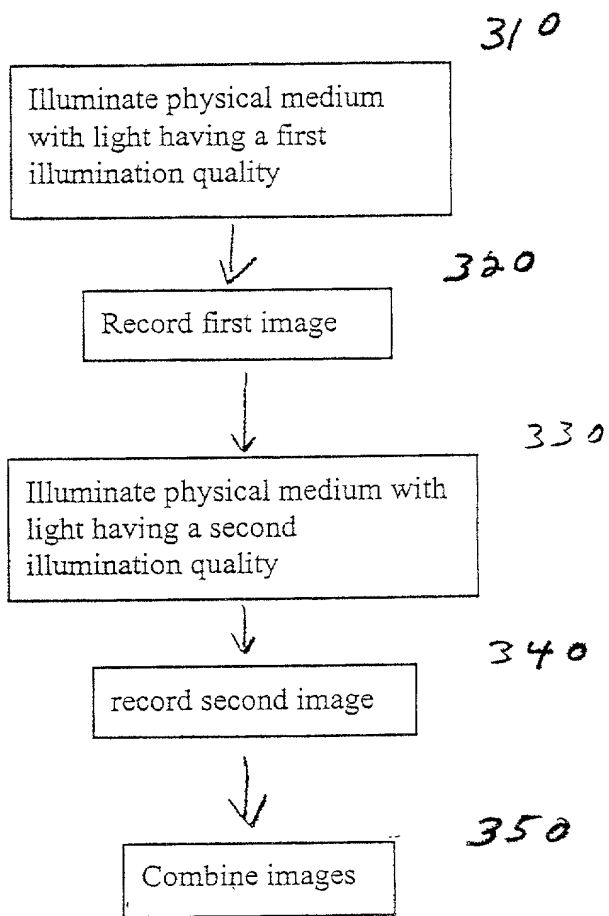 310
Illuminate physical medium
with light having a first
illumination quality
320
Record first image
330
Illuminate physical medium with
light having a second
illumination quality
340
record second image
350
Combine images